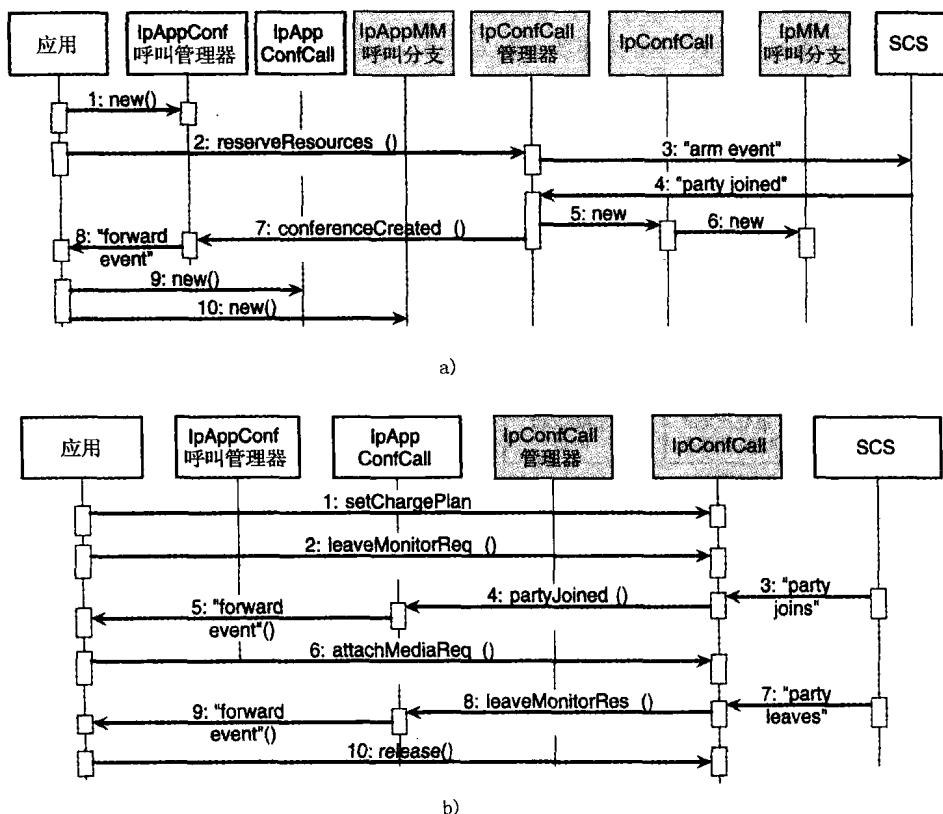 应用
IpAppConf
呼叫管理器
IpApp
ConfCall
IpAppMM
呼叫分支
IpConfCall
管理器
IpConfCall
IpMM
呼叫分支
SCS
1: new()
2: reserveResources ()
3: "arm event"
4: "party joined"
5: new
6: new
7: conferenceCreated ()
8: "forward
event"
9: new()
10: new()
a)
应用
IpAppConf
呼叫管理器
IpApp
ConfCall
IpConfCall
管理器
IpConfCall
SCS
1: setChargePlan
2: leaveMonitorReq ()
3: "party
joins"
4: partyJoined ()
5: "forward
event"()
6: attachMediaReq ()
7: "party
leaves"
8: leaveMonitorRes ()
9: "forward
event"()
10: release()
b)